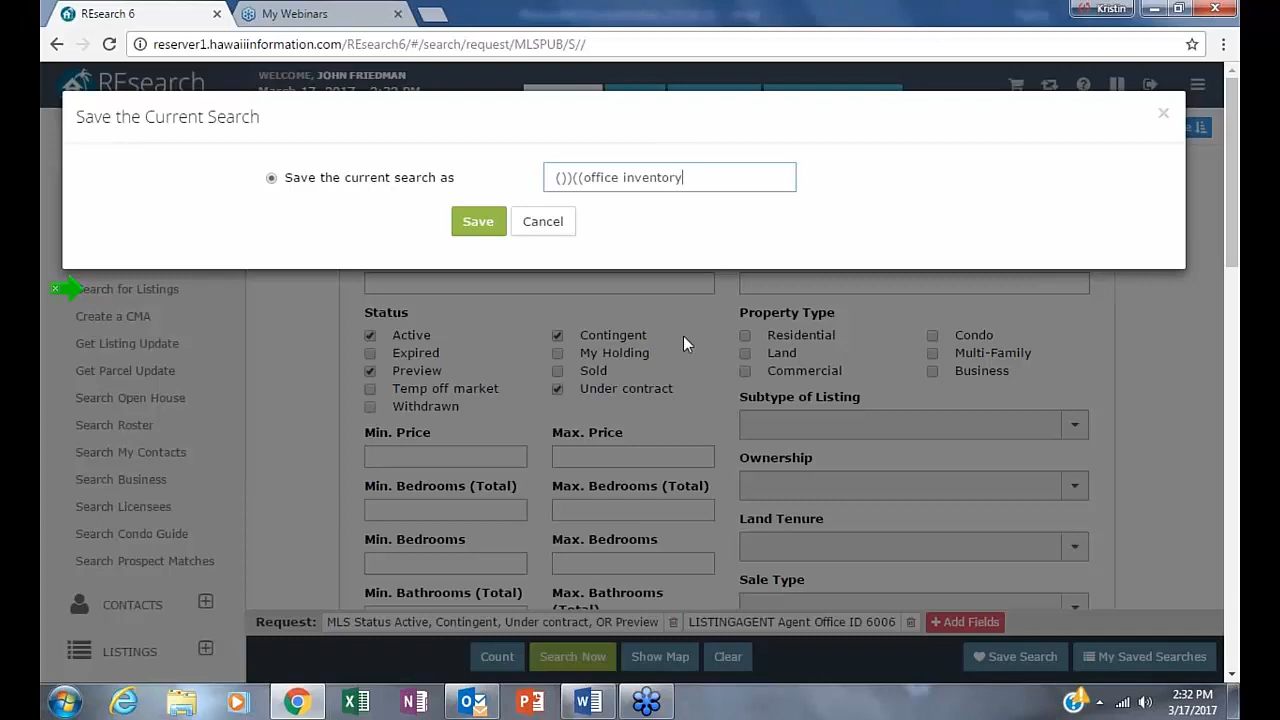 REsearch 6
My Webinars
Kristin
reserver1.hawaiiinformation.com/REsearch6/#/search/request/MLSPUB/S//
REsearch
WELCOME, JOHN FRIEDMAN
March 17, 2017 - 2:32 PM
Save the Current Search
×
Save the current search as
())((office inventory
Save
Cancel
Search for Listings
Create a CMA
Get Listing Update
Get Parcel Update
Search Open House
Search Roster
Search My Contacts
Search Business
Search Licensees
Search Condo Guide
Search Prospect Matches
CONTACTS
LISTINGS
Status
Active
Contingent
Expired
My Holding
Preview
Sold
Temp off market
Under contract
Withdrawn
Min. Price
Max. Price
Min. Bedrooms (Total)
Max. Bedrooms (Total)
Min. Bedrooms
Max. Bedrooms
Min. Bathrooms (Total)
Max. Bathrooms
(Total)
Property Type
Residential
Condo
Land
Multi-Family
Commercial
Business
Subtype of Listing
Ownership
Land Tenure
Sale Type
Request: MLS Status Active, Contingent, Under contract, OR Preview LISTINGAGENT Agent Office ID 6006 + Add Fields
Count
Search Now
Show Map
Clear
Save Search
My Saved Searches
2:32 PM
3/17/2017